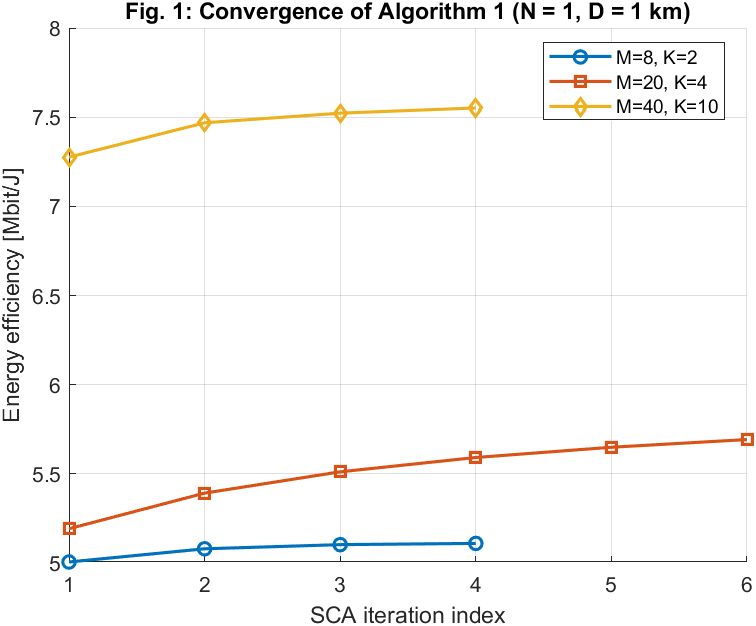 Fig. 1: Convergence of Algorithm 1 (N = 1, D = 1 km)
8
7.5
7
6.5
6
5.5
5
Energy efficiency [Mbit/J]
M=8, K=2
M=20, K=4
M=40, K=10
1 2 3 4 5 6
SCA iteration index